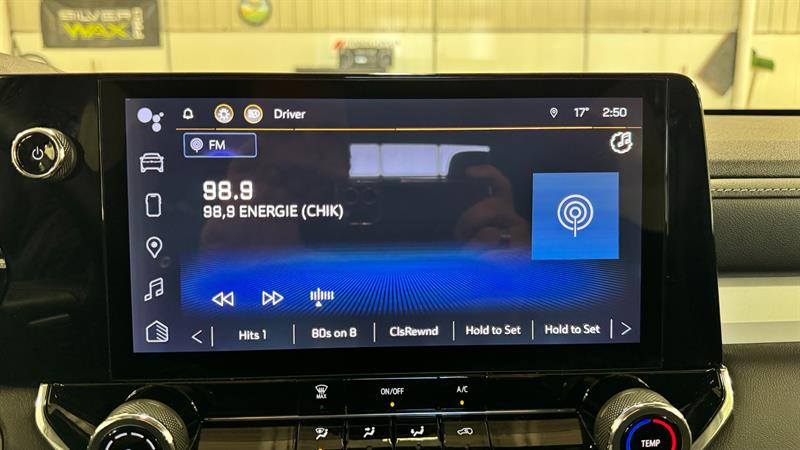 SILVER
WAX
Driver
17° 2:50
FM
98.9
98,9 ENERGIE (CHIK)
Hits 1
80s on 8
ClsRewnd
Hold to Set
Hold to Set
MAX
ON/OFF
A/C
TEMP